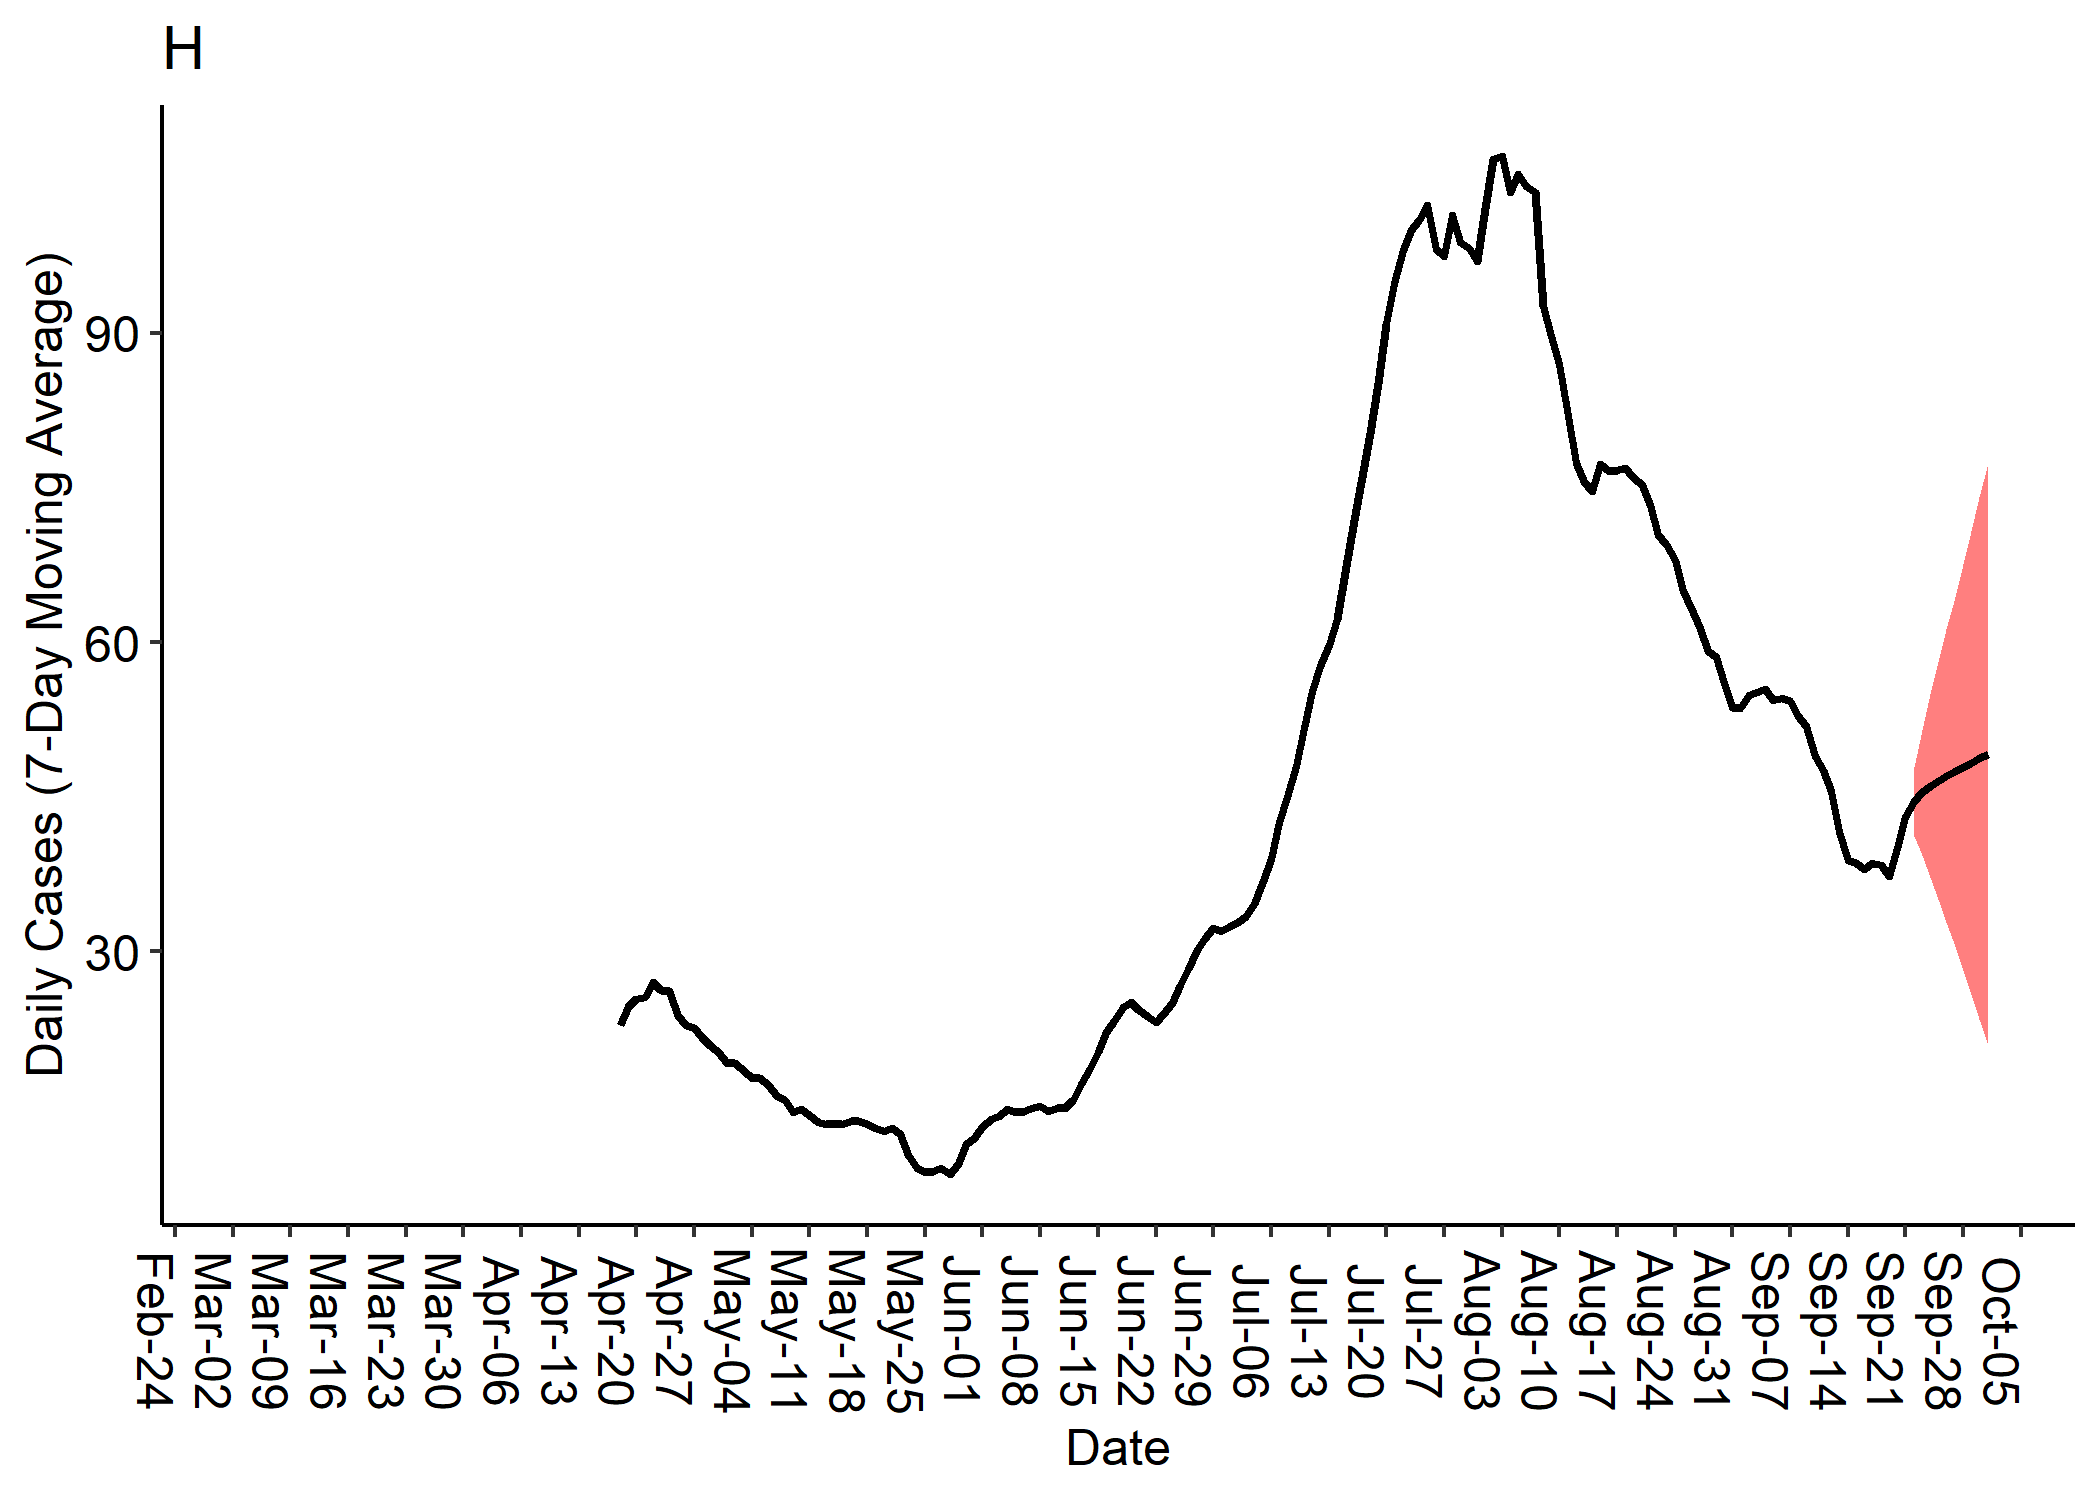 H
Daily Cases (7-Day Moving Average)
90
60
30
Feb-24
Mar-02
Mar-09
Mar-16
Mar-23
Mar-30
Apr-06
Apr-13
Apr-20
Apr-27
May-04
May-11
May-18
May-25
Jun-01
Jun-08
Jun-15
Jun-22
Jun-29
Jul-06
Jul-13
Jul-20
Jul-27
Aug-03
Aug-10
Aug-17
Aug-24
Aug-31
Sep-07
Sep-14
Sep-21
Sep-28
Oct-05
Date